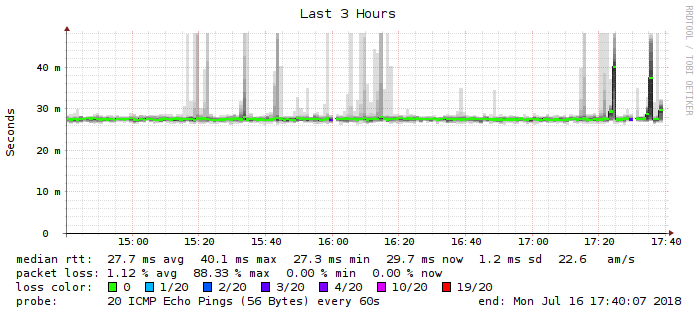 Last 3 Hours
RRDTOOL / TOBI OETIKER
Seconds
40 m
30 m
20 m
10 m
0
15:00 15:20 15:40 16:00 16:20 16:40 17:00 17:20 17:40
median rtt: 27.7 ms avg 40.1 ms max 27.3 ms min 29.7 ms now 1.2 ms sd 22.6 am/s
packet loss: 1.12 % avg 88.33 % max 0.00 % min 0.00 % now
loss color: 0 1/20 2/20 3/20 4/20 10/20 19/20
probe: 20 ICMP Echo Pings (56 Bytes) every 60s end: Mon Jul 16 17:40:07 2018